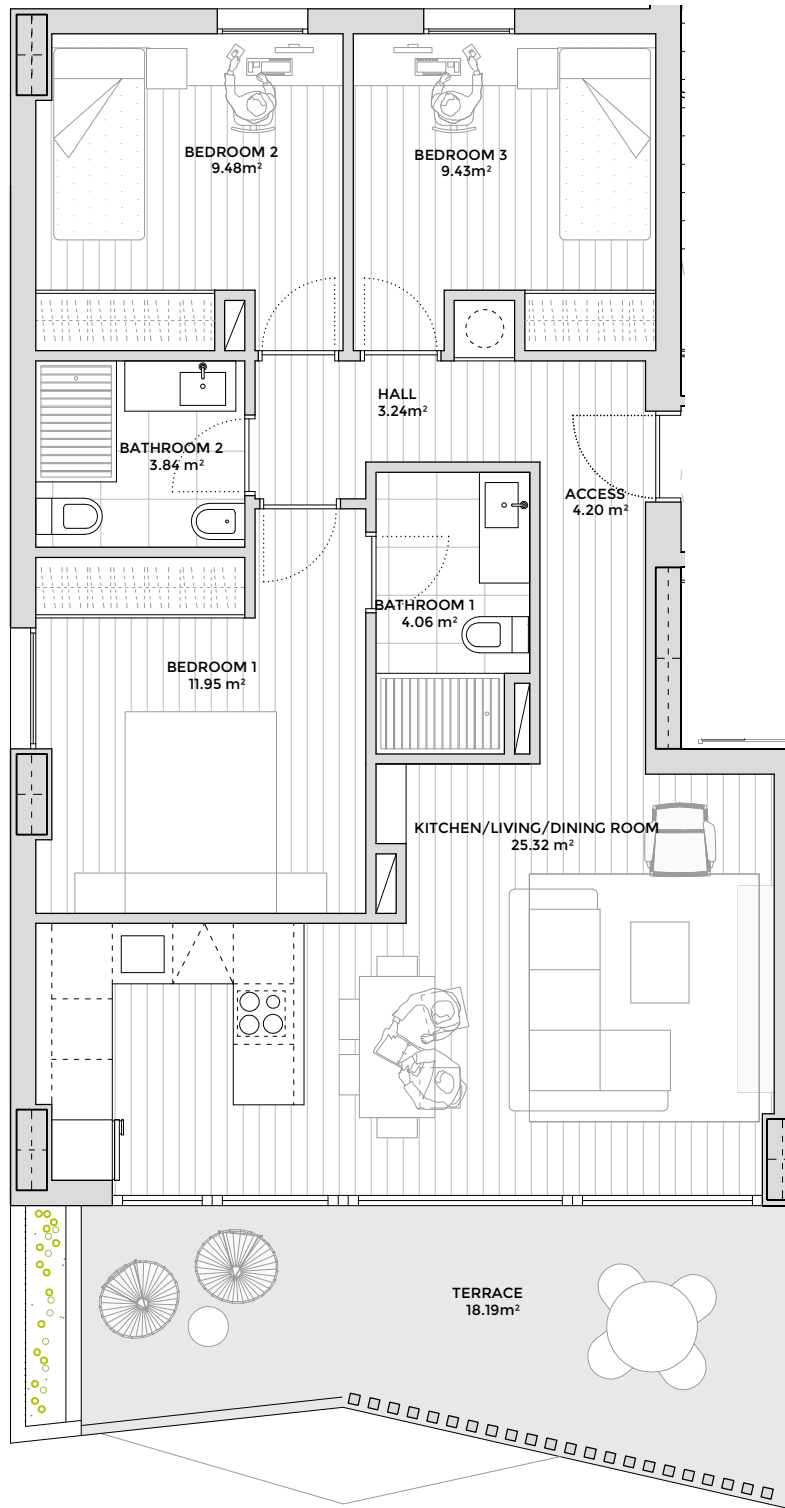 BEDROOM 2
9.48m²
BEDROOM 3
9.43m²
HALL
3.24m²
BATHROOM 2
3.84 m²
ACCESS
4.20 m²
BATHROOM 1
4.06 m²
BEDROOM 1
11.95 m²
KITCHEN/LIVING/DINING ROOM
25.32 m²
TERRACE
18.19m²